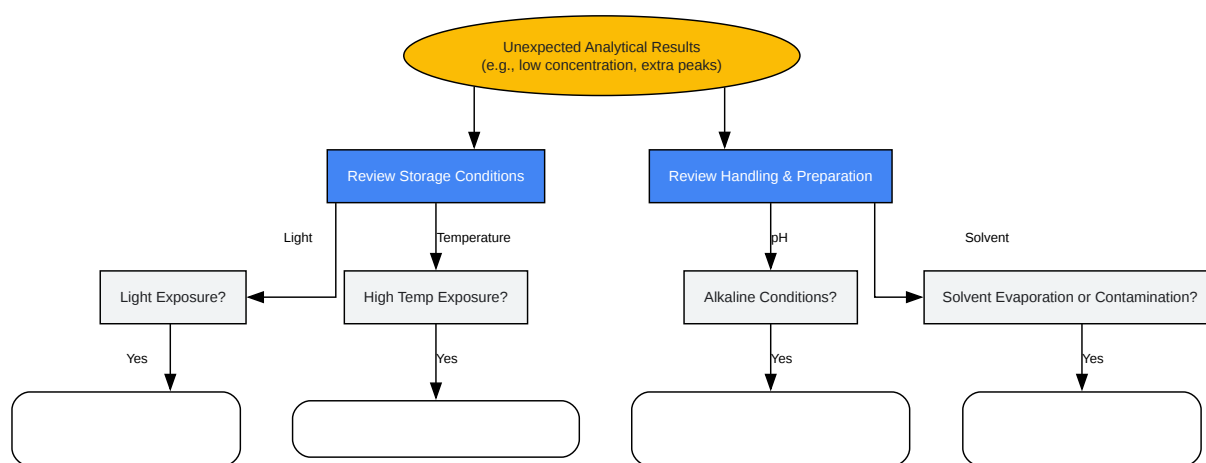 Unexpected Analytical Results
(e.g., low concentration, extra peaks)
Review Storage Conditions
Review Handling & Preparation
Light
Temperature
pH
Solvent
Light Exposure?
High Temp Exposure?
Alkaline Conditions?
Solvent Evaporation or Contamination?
Yes
Yes
Yes
Yes